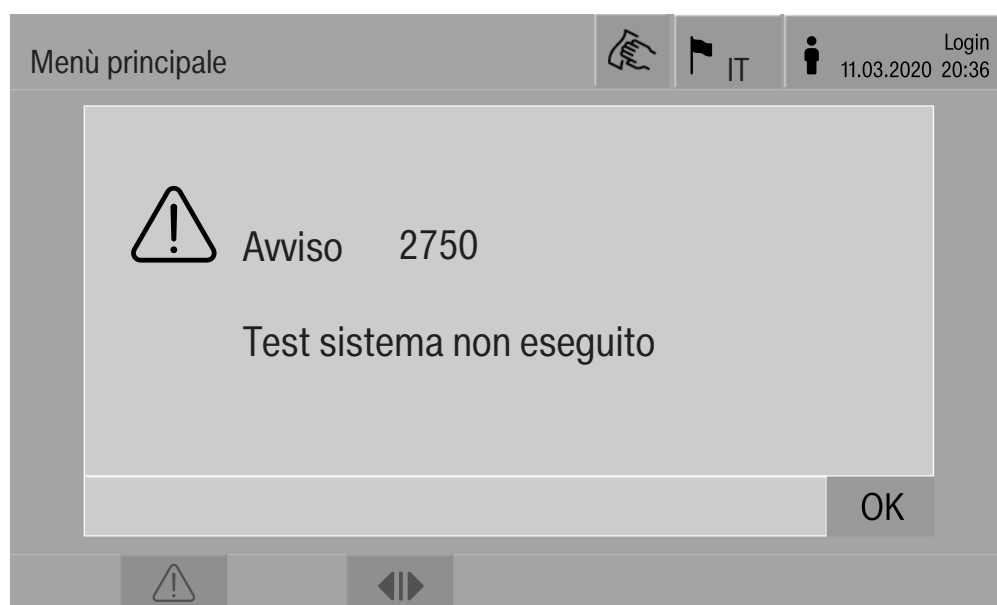 Menù principale
IT
Login
11.03.2020 20:36
Avviso 2750
Test sistema non eseguito
OK